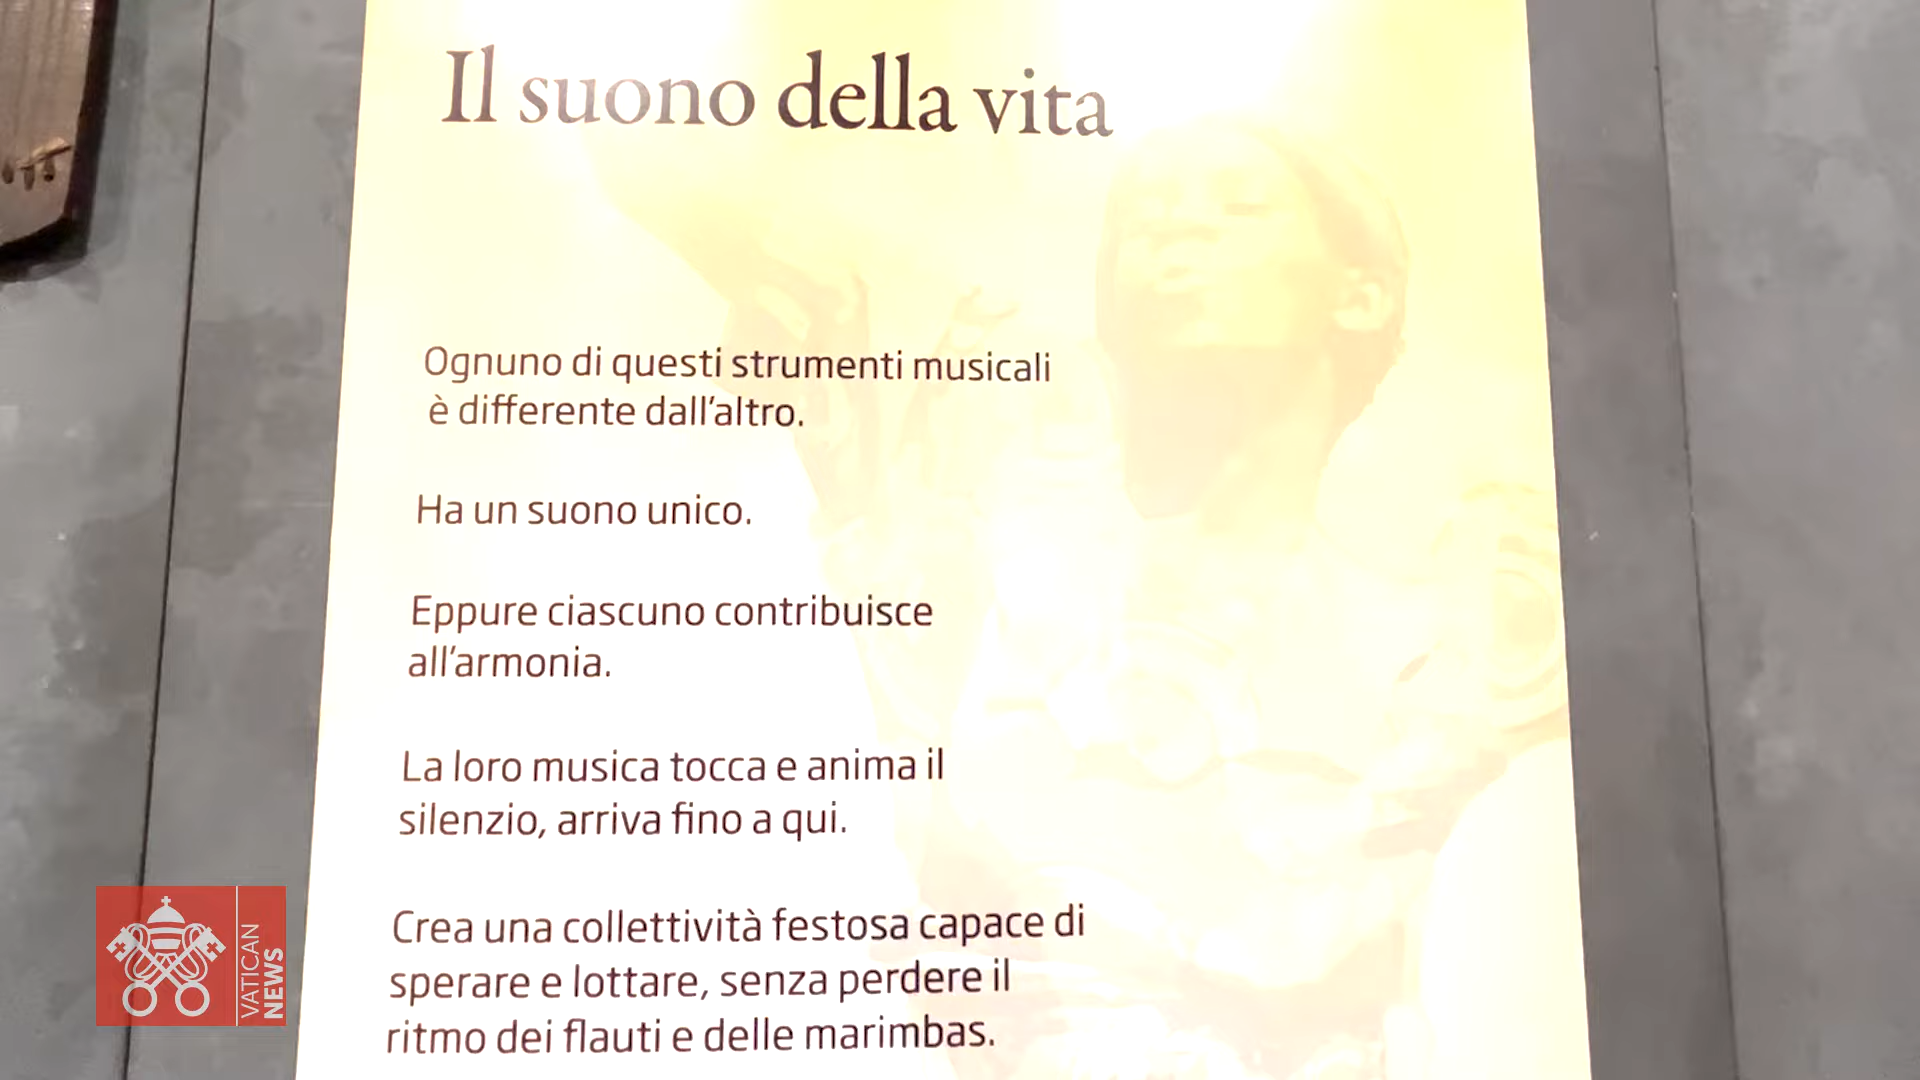 Il suono della vita
Ognuno di questi strumenti musicali
è differente dall'altro.
Ha un suono unico.
Eppure ciascuno contribuisce
all'armonia.
La loro musica tocca e anima il
silenzio, arriva fino a qui.
Crea una collettività festosa capace di
sperare e lottare, senza perdere il
ritmo dei flauti e delle marimbas.
VATICAN
NEWS